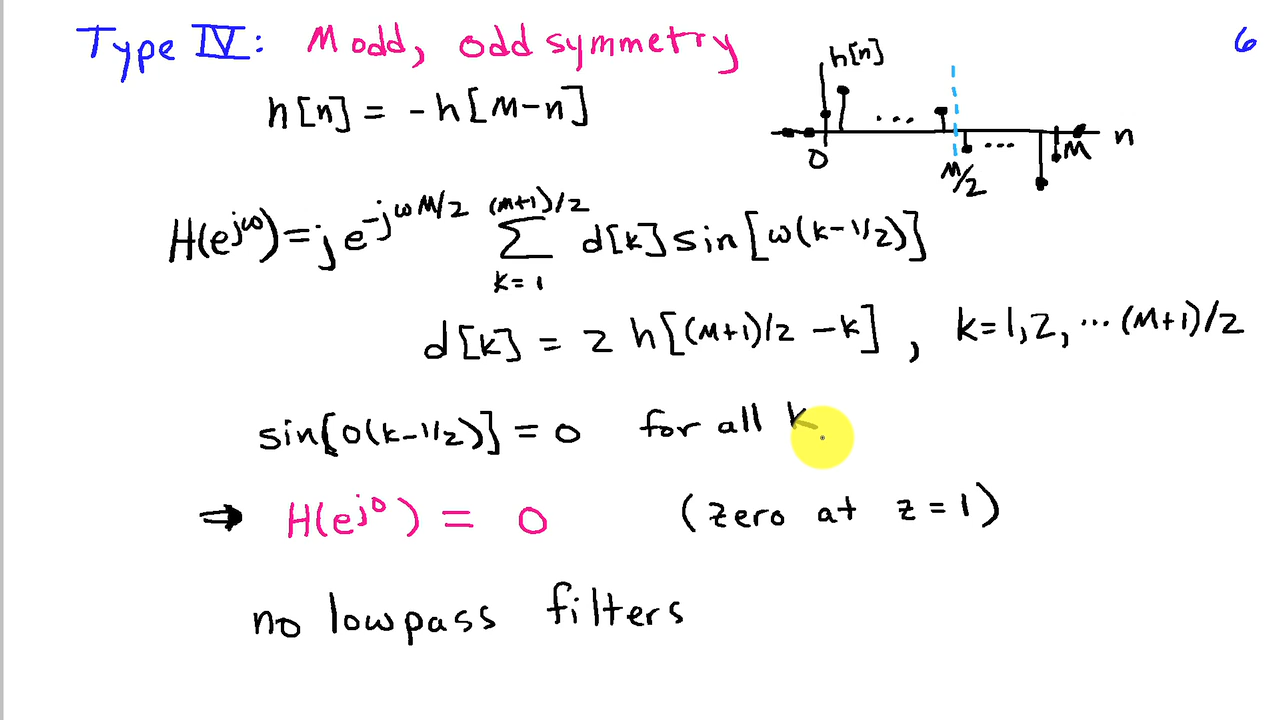 Type IV: M odd, odd symmetry
6
h[n]
h[n] = -h[M-n]
... ...
0 M/2 M n
H(e^{jω}) = j e^{-jωM/2} \sum_{k=1}^{(M+1)/2} d[k] sin[ω(k-1/2)]
d[k] = 2 h[(M+1)/2 -k] , k=1,2, ... (M+1)/2
sin[0(k-1/2)] = 0 for all k
⇒ H(e^{j0}) = 0 (zero at z=1)
no lowpass filters